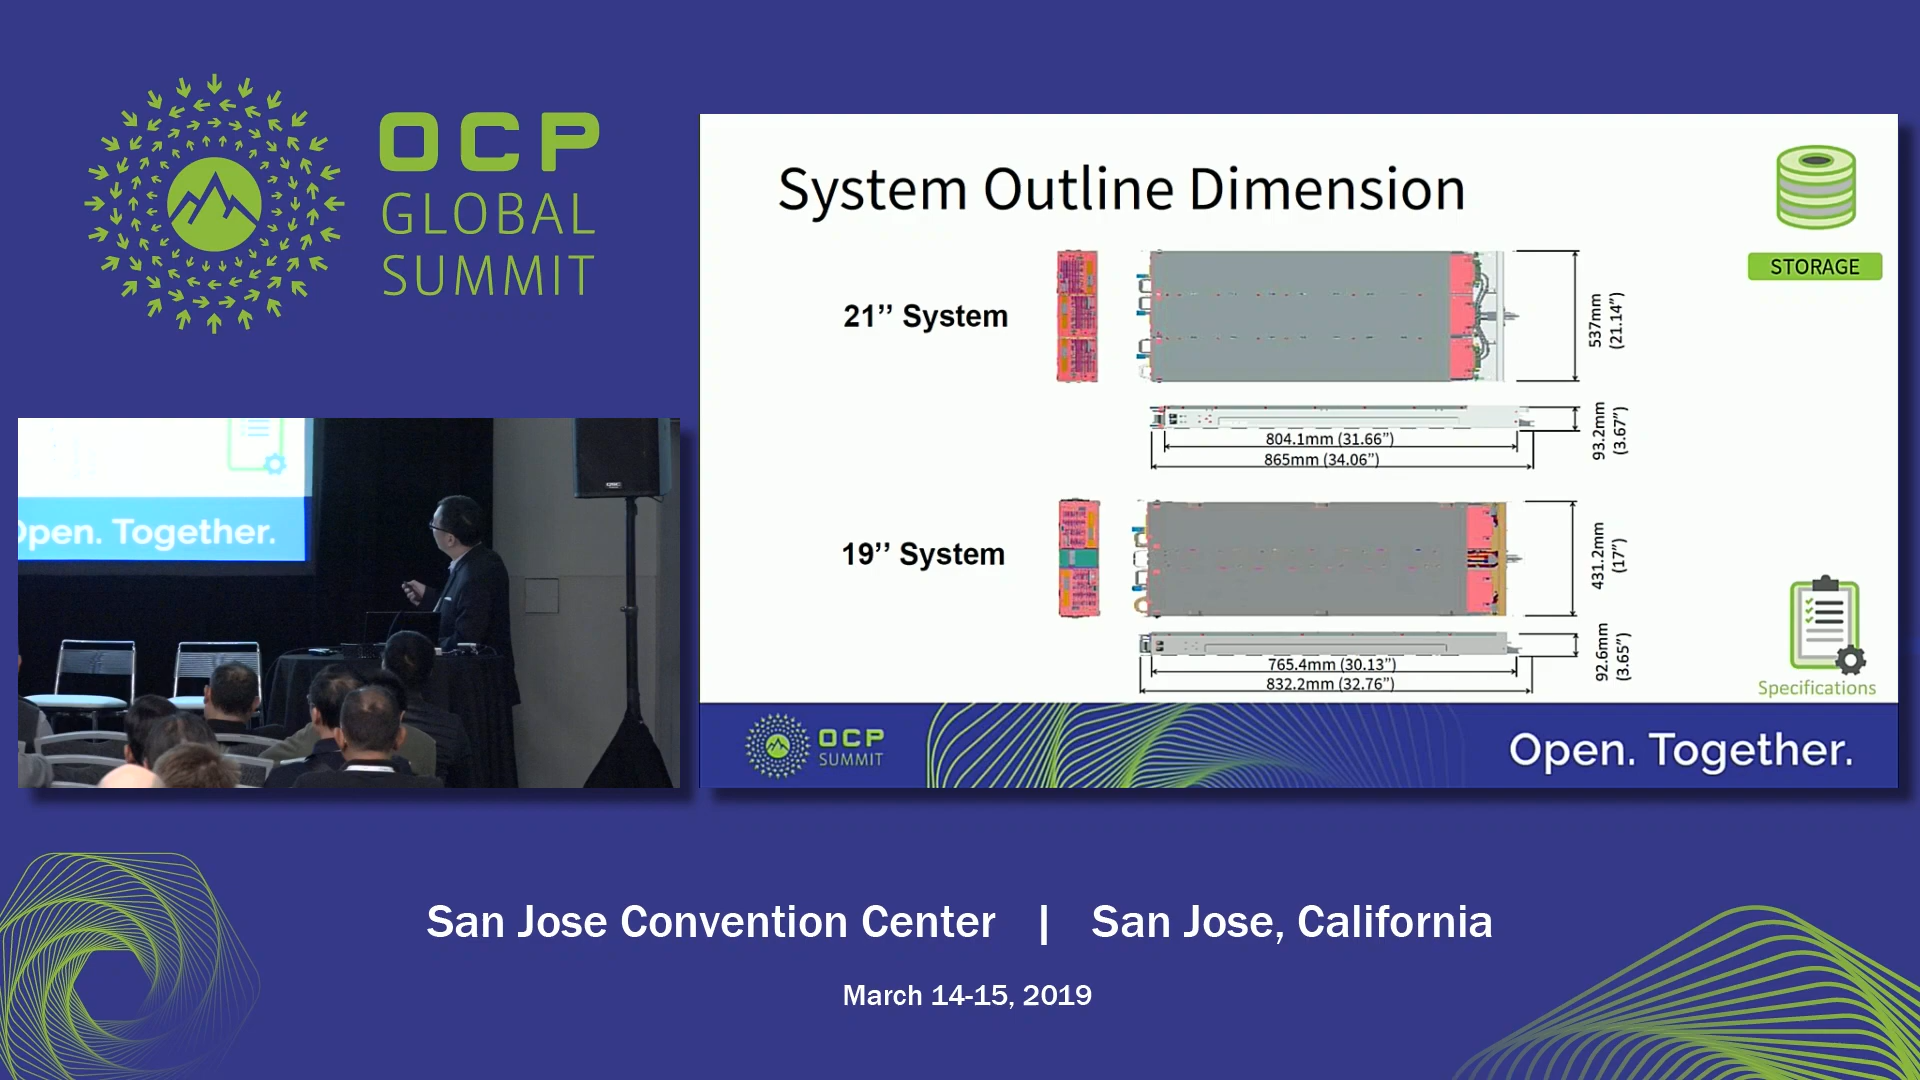 OCP
GLOBAL
SUMMIT
System Outline Dimension
STORAGE
21’’ System
537mm
(21.14”)
93.2mm
(3.67”)
804.1mm (31.66”)
865mm (34.06”)
19’’ System
431.2mm
(17”)
92.6mm
(3.65”)
765.4mm (30.13”)
832.2mm (32.76”)
Specifications
OCP
SUMMIT
Open. Together.
Open. Together.
San Jose Convention Center | San Jose, California
March 14-15, 2019